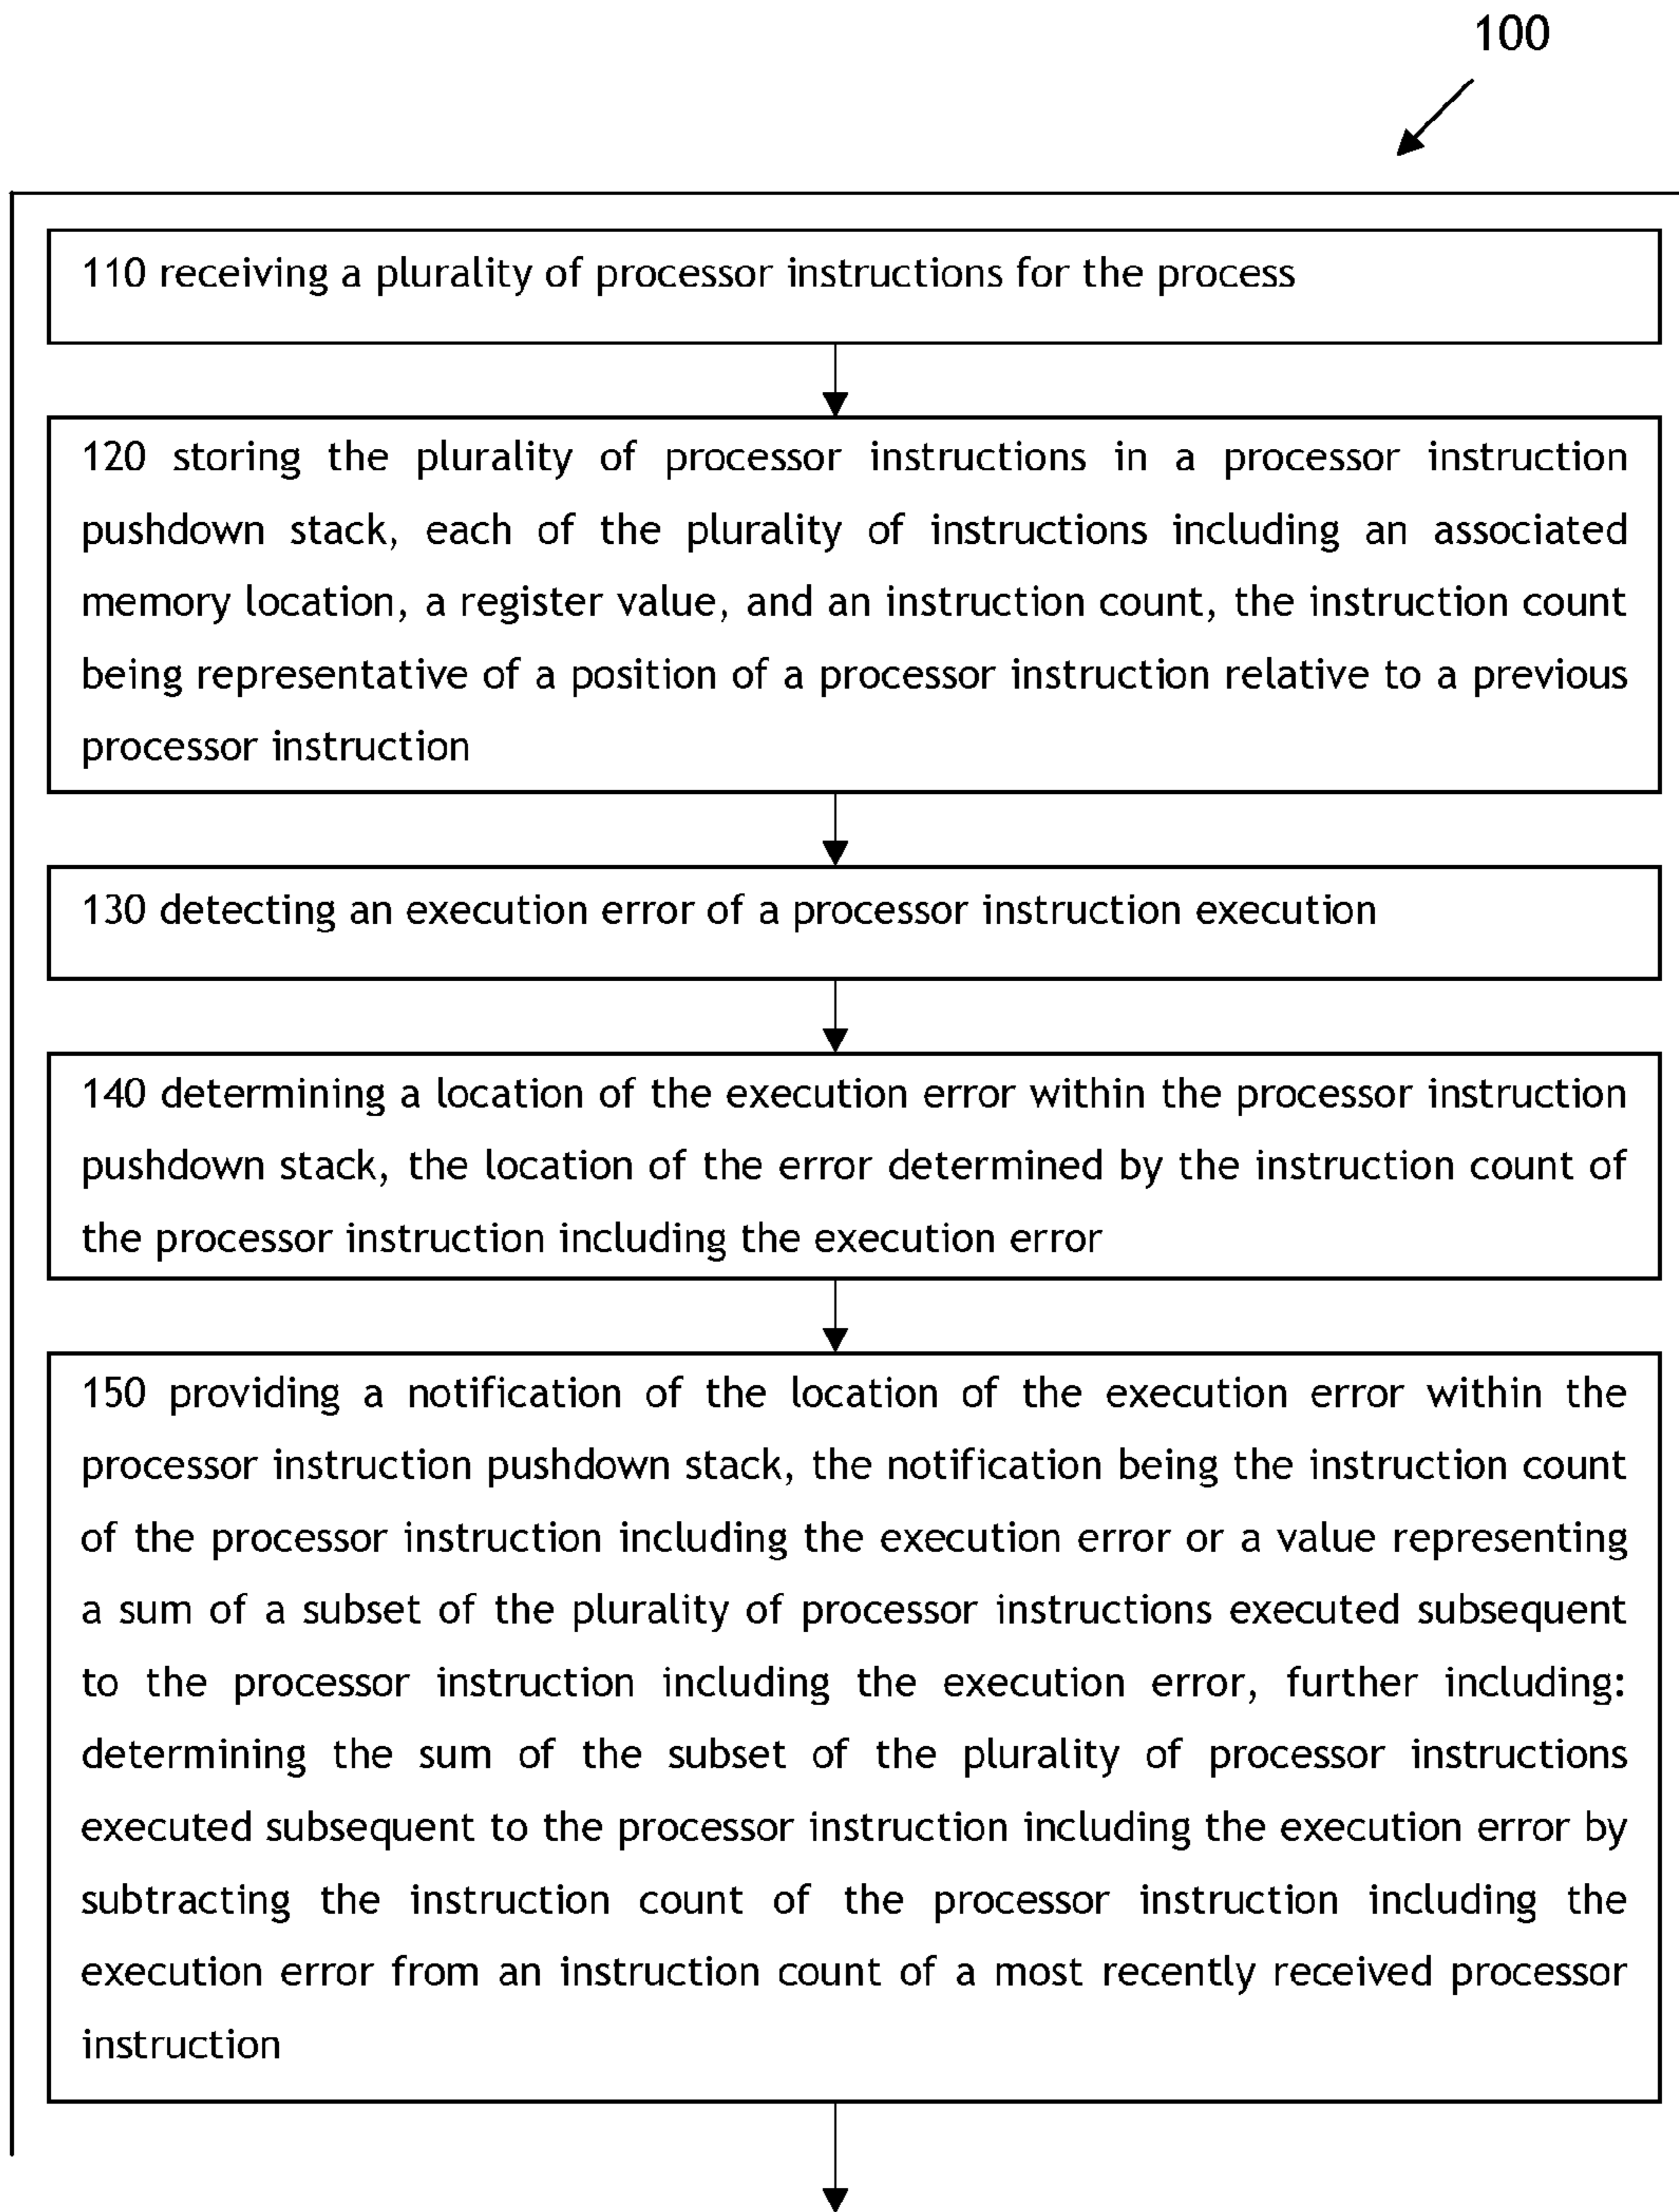 100
110 receiving a plurality of processor instructions for the process
120 storing the plurality of processor instructions in a processor instruction
pushdown stack, each of the plurality of instructions including an associated
memory location, a register value, and an instruction count, the instruction count
being representative of a position of a processor instruction relative to a previous
processor instruction
130 detecting an execution error of a processor instruction execution
140 determining a location of the execution error within the processor instruction
pushdown stack, the location of the error determined by the instruction count of
the processor instruction including the execution error
150 providing a notification of the location of the execution error within the
processor instruction pushdown stack, the notification being the instruction count
of the processor instruction including the execution error or a value representing
a sum of a subset of the plurality of processor instructions executed subsequent
to the processor instruction including the execution error, further including:
determining the sum of the subset of the plurality of processor instructions
executed subsequent to the processor instruction including the execution error by
subtracting the instruction count of the processor instruction including the
execution error from an instruction count of a most recently received processor
instruction